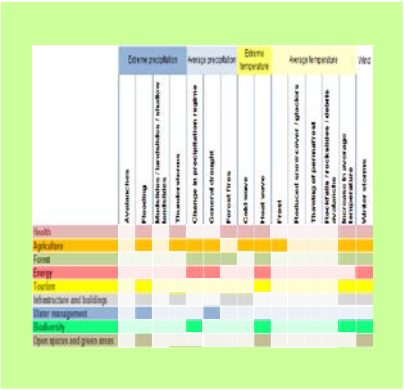 Extreme precipitation
Average precipitation
Extreme
temperature
Average temperature
Wind
Avalanches
Flooding
Mudslides / landslides / shallow
landslides
Thunderstorms
Change in precipitation regime
General drought
Forest fires
Cold wave
Heat wave
Frost
Reduced snowcover / glaciers
Thawing of permafrost
Rockfalls / rockslides / debris
avalanche
Increase in average
temperature
Winter storms
Health
Agriculture
Forest
Energy
Tourism
Infrastructure and buildings
Water management
Biodiversity
Open spaces and green areas